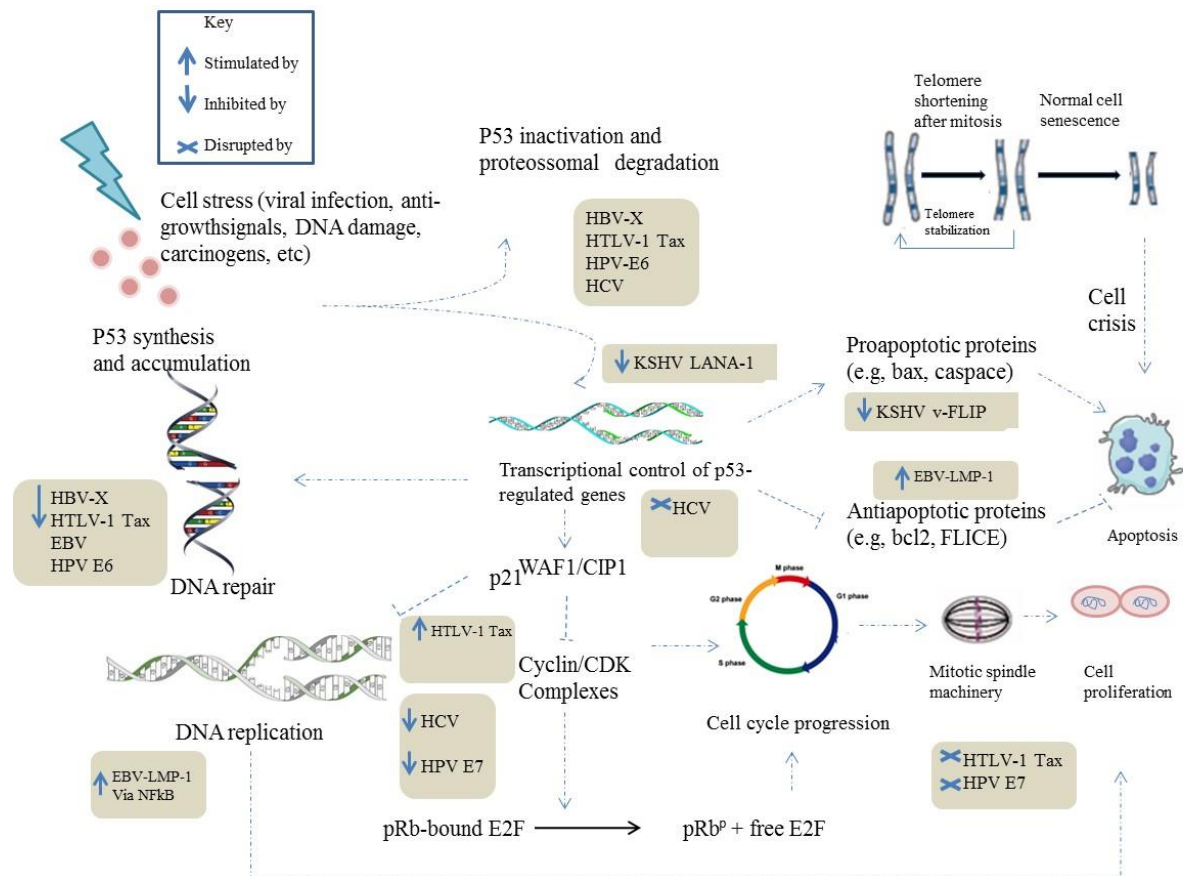 Key
Stimulated by
Inhibited by
Disrupted by
Telomere
shortening
after mitosis
Normal cell
senescence
Telomere
stabilization
P53 inactivation and
proteossomal degradation
HBV-X
HTLV-1 Tax
HPV-E6
HCV
Cell stress (viral infection, anti-
growthsignals, DNA damage,
carcinogens, etc)
Cell
crisis
P53 synthesis
and accumulation
KSHV LANA-1
Proapoptotic proteins
(e.g, bax, caspace)
KSHV v-FLIP
Transcriptional control of p53-
regulated genes
HCV
EBV-LMP-1
Antiapoptotic proteins
(e.g, bcl2, FLICE)
Apoptosis
HBV-X
HTLV-1 Tax
EBV
HPV E6
DNA repair
p21WAF1/CIP1
HTLV-1 Tax
Cyclin/CDK
Complexes
M phase
G2 phase
G1 phase
S phase
Cell cycle progression
Mitotic spindle
machinery
Cell
proliferation
DNA replication
HCV
HPV E7
EBV-LMP-1
Via NFkB
HTLV-1 Tax
HPV E7
pRb-bound E2F
pRbᵖ + free E2F